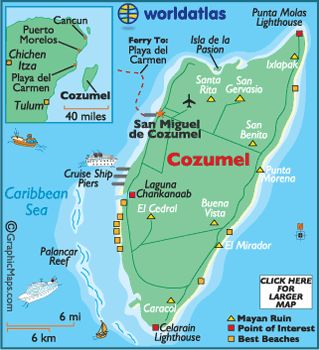 worldatlas
Cancun
Puerto
Morelos
Chichen
Itza
Playa del
Carmen
Tulum
Cozumel
40 miles
Ferry To:
Playa del
Carmen
Isla de
la Pasion
Punta Molas
Lighthouse
Ixlapak
Santa
Rita
San
Gervasio
San Miguel
de Cozumel
San
Benito
Cozumel
Cruise Ship
Piers
Punta
Morena
Laguna
Chankanaab
Caribbean
Sea
El Cedral
Buena
Vista
Palancar
Reef
El Mirador
©GraphicMaps.com
CLICK HERE
FOR
LARGER
MAP
Caracol
6 mi
6 km
Celarain
Lighthouse
Mayan Ruin
Point of Interest
Best Beaches